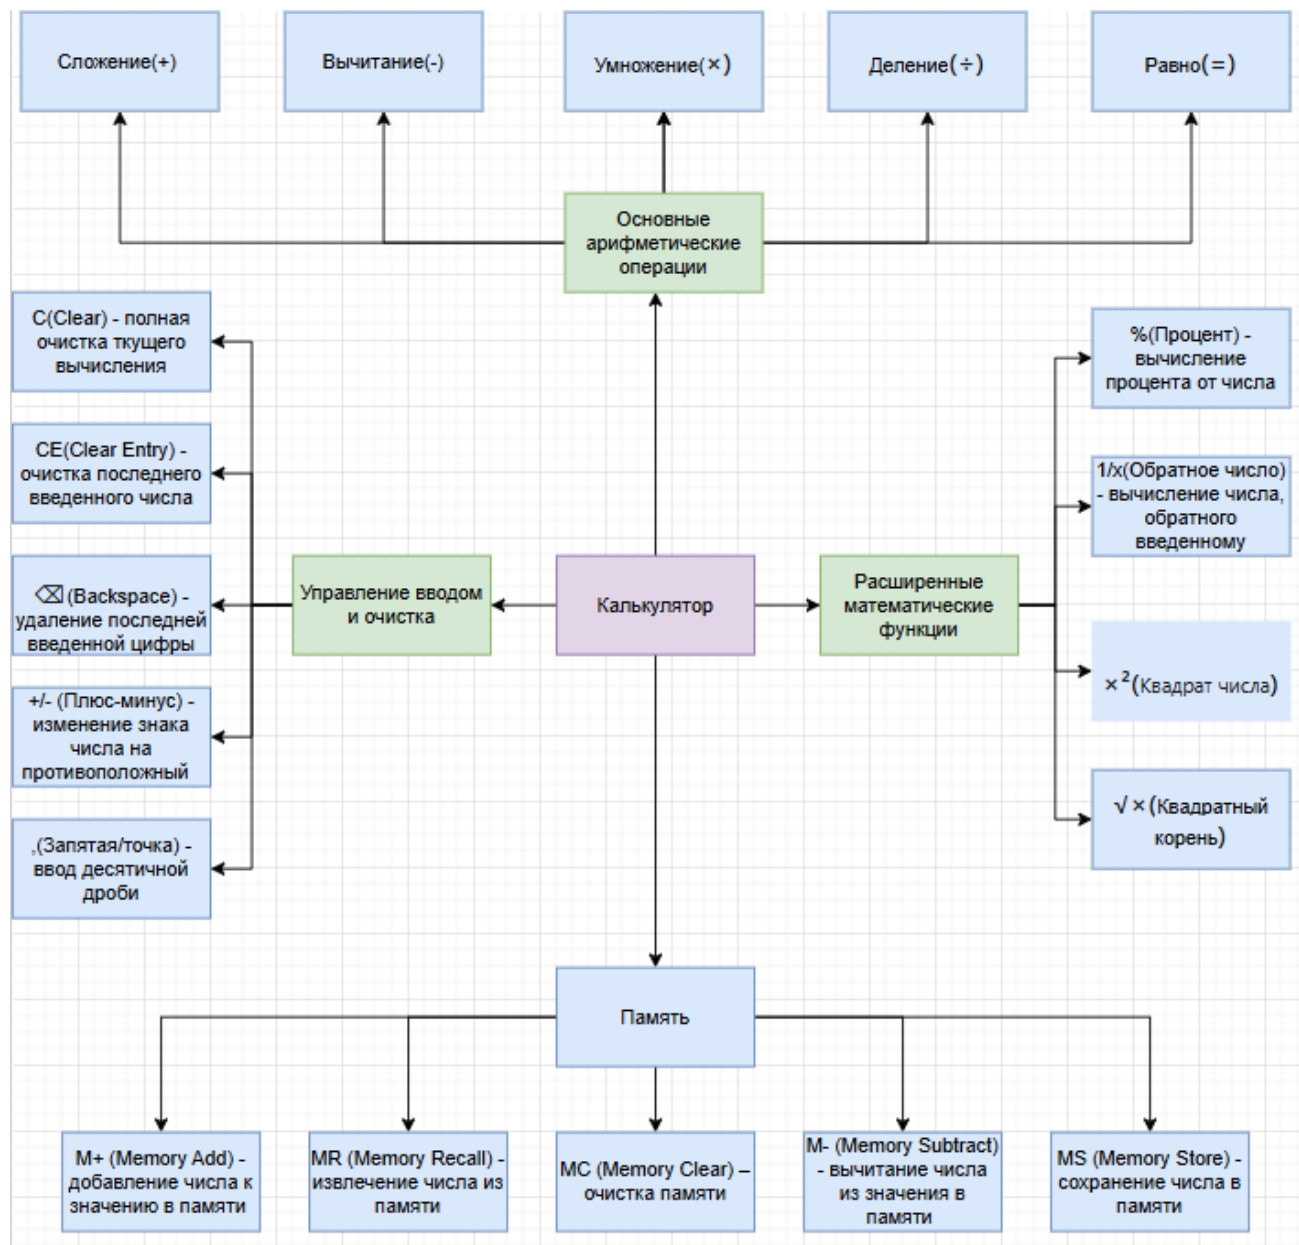 Сложение(+)
Вычитание(-)
Умножение(×)
Деление(÷)
Равно(=)
Основные
арифметические
операции
C(Clear) - полная
очистка ткущего
вычисления
CE(Clear Entry) -
очистка последнего
введенного числа
⌫ (Backspace) -
удаление последней
введенной цифры
+/- (Плюс-минус) -
изменение знака
числа на
противоположный
,(Запятая/точка) -
ввод десятичной
дроби
Управление вводом
и очистка
Калькулятор
Расширенные
математические
функции
%(Процент) -
вычисление
процента от числа
1/x(Обратное число)
- вычисление числа,
обратного
введенному
×²(Квадрат числа)
√×(Квадратный
корень)
Память
M+ (Memory Add) -
добавление числа к
значению в памяти
MR (Memory Recall) -
извлечение числа из
памяти
MC (Memory Clear) –
очистка памяти
M- (Memory Subtract)
- вычитание числа
из значения в
памяти
MS (Memory Store) -
сохранение числа в
памяти